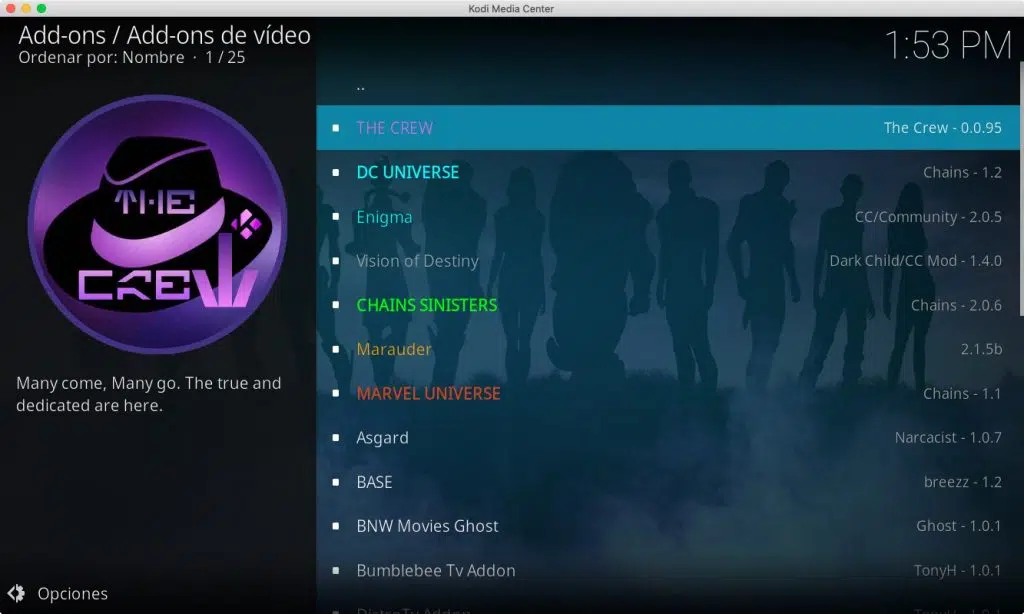 Kodi Media Center
Add-ons / Add-ons de vídeo
Ordenar por: Nombre · 1 / 25
1:53 PM
THE CREW
Many come, Many go. The true and
dedicated are here.
..
THE CREW The Crew - 0.0.95
DC UNIVERSE Chains - 1.2
Enigma CC/Community - 2.0.5
Vision of Destiny Dark Child/CC Mod - 1.4.0
CHAINS SINISTERS Chains - 2.0.6
Marauder 2.1.5b
MARVEL UNIVERSE Chains - 1.1
Asgard Narcacist - 1.0.7
BASE breezz - 1.2
BNW Movies Ghost Ghost - 1.0.1
Bumblebee Tv Addon TonyH - 1.0.1
Opciones